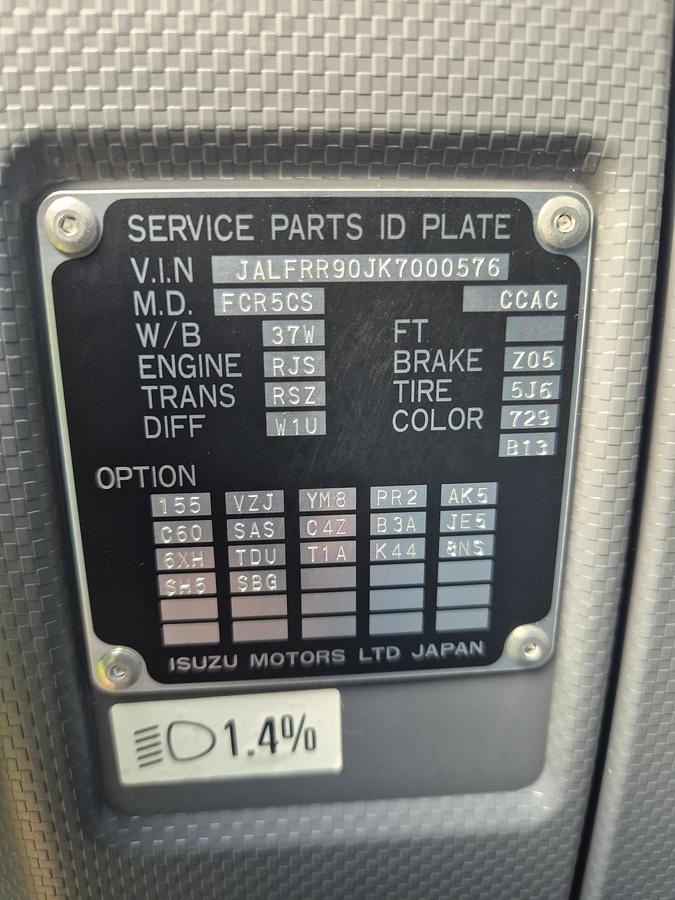 SERVICE PARTS ID PLATE
V.I.N JALFRR90JK7000576
M.D. FCR5CS CCAC
W/B 37W FT
ENGINE RJS BRAKE Z05
TRANS RSZ TIRE 5J6
DIFF W1U COLOR 729
B13
OPTION
155 VZJ YM8 PR2 AK5
C60 SAS C4Z B3A JE5
6XH TDU T1A K44 8NS
SH5 SBG
ISUZU MOTORS LTD JAPAN
1.4%